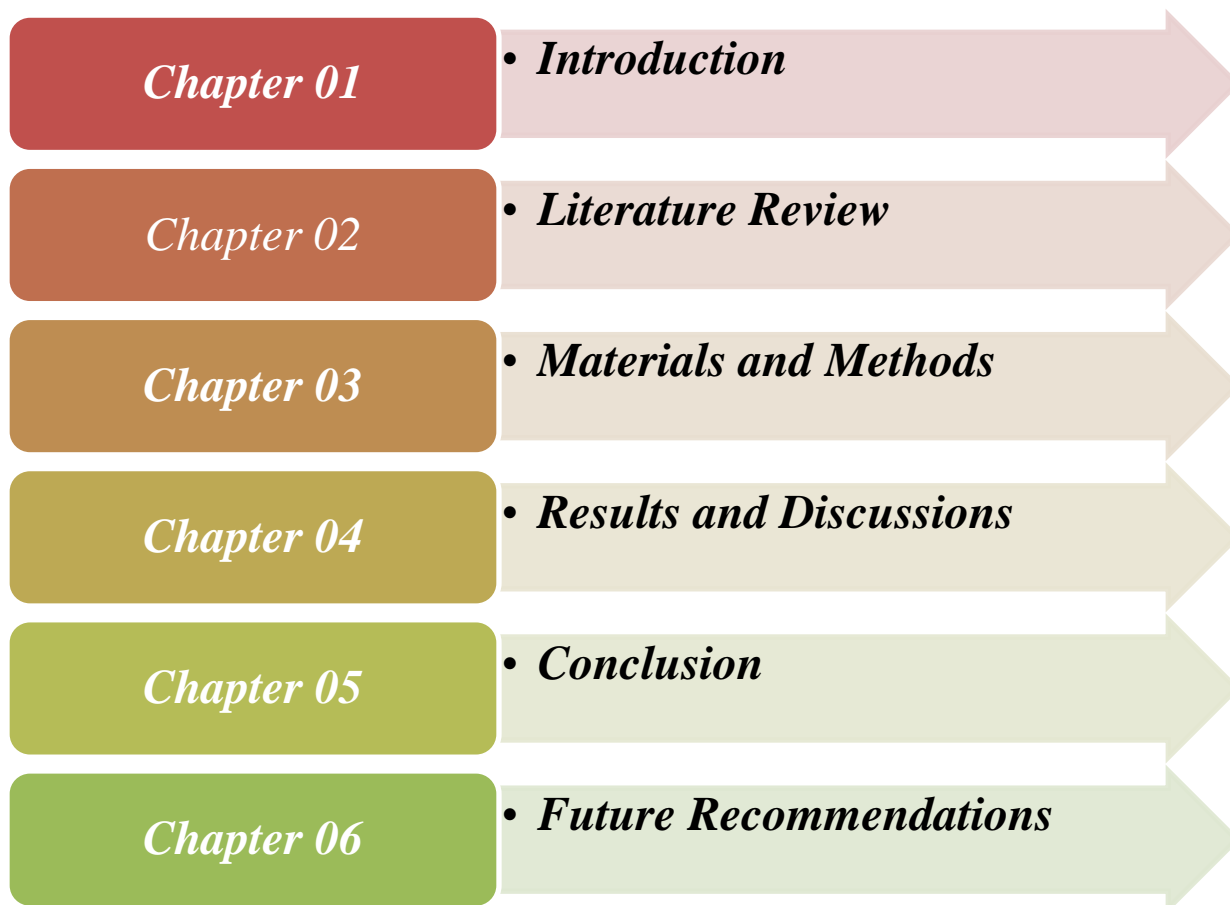 Chapter 01
• Introduction
Chapter 02
• Literature Review
Chapter 03
• Materials and Methods
Chapter 04
• Results and Discussions
Chapter 05
• Conclusion
Chapter 06
• Future Recommendations